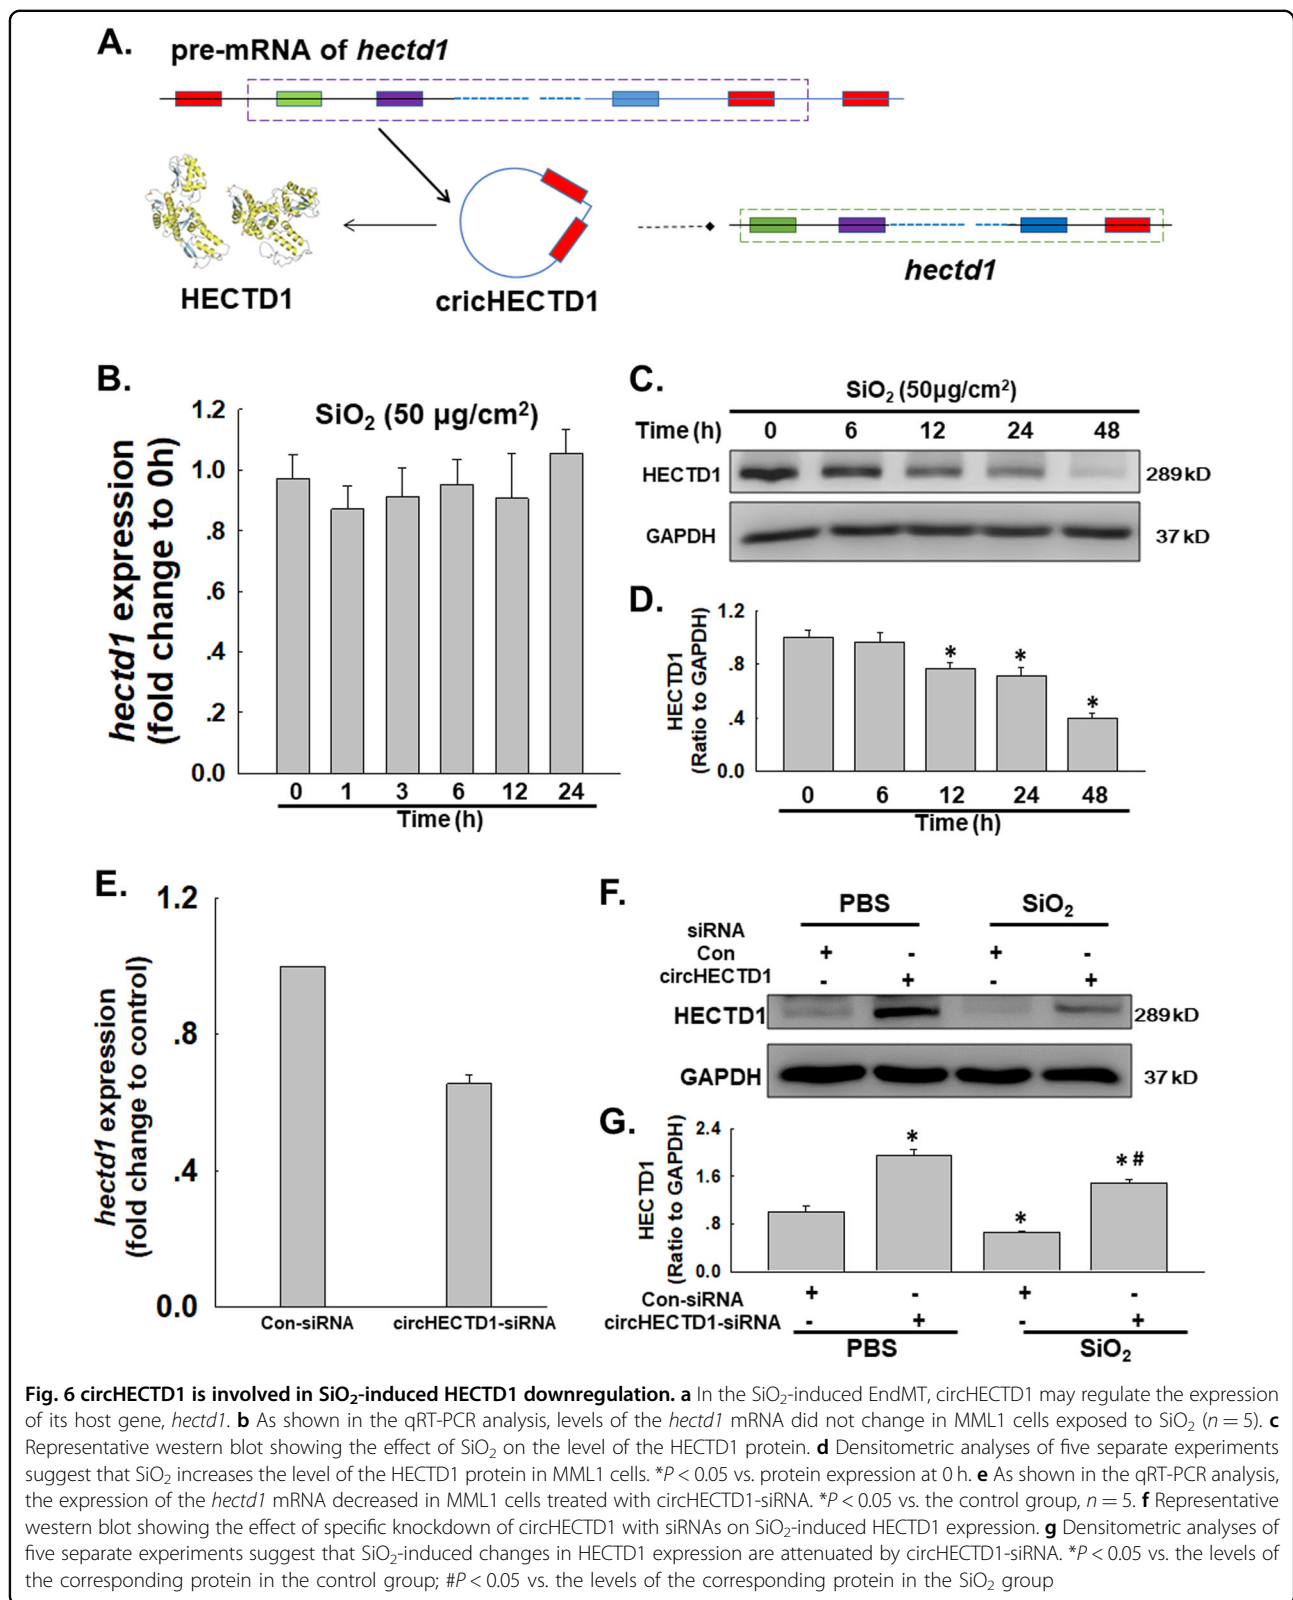 A.
pre-mRNA of hectd1
HECTD1
cricHECTD1
hectd1
B.
SiO2 (50 µg/cm2)
hectd1 expression
(fold change to 0h)
1.2
1.0
.8
.6
.4
.2
0.0
0 1 3 6 12 24
Time (h)
C.
SiO2 (50µg/cm2)
Time (h) 0 6 12 24 48
HECTD1 289kD
GAPDH 37 kD
D.
HECTD1
(Ratio to GAPDH)
1.2
.8
.4
0.0
* * *
0 6 12 24 48
Time (h)
E.
hectd1 expression
(fold change to control)
1.2
.8
.4
0.0
Con-siRNA circHECTD1-siRNA
F.
PBS SiO2
siRNA
Con + - + -
circHECTD1 - + - +
HECTD1 289kD
GAPDH 37 kD
G.
HECTD1
(Ratio to GAPDH)
2.4
1.6
.8
0.0
* * * #
Con-siRNA + - + -
circHECTD1-siRNA - + - +
PBS SiO2
Fig. 6 circHECTD1 is involved in SiO2-induced HECTD1 downregulation. a In the SiO2-induced EndMT, circHECTD1 may regulate the expression
of its host gene, hectd1. b As shown in the qRT-PCR analysis, levels of the hectd1 mRNA did not change in MML1 cells exposed to SiO2 (n = 5). c
Representative western blot showing the effect of SiO2 on the level of the HECTD1 protein. d Densitometric analyses of five separate experiments
suggest that SiO2 increases the level of the HECTD1 protein in MML1 cells. *P < 0.05 vs. protein expression at 0 h. e As shown in the qRT-PCR analysis,
the expression of the hectd1 mRNA decreased in MML1 cells treated with circHECTD1-siRNA. *P < 0.05 vs. the control group, n = 5. f Representative
western blot showing the effect of specific knockdown of circHECTD1 with siRNAs on SiO2-induced HECTD1 expression. g Densitometric analyses of
five separate experiments suggest that SiO2-induced changes in HECTD1 expression are attenuated by circHECTD1-siRNA. *P < 0.05 vs. the levels of
the corresponding protein in the control group; #P < 0.05 vs. the levels of the corresponding protein in the SiO2 group